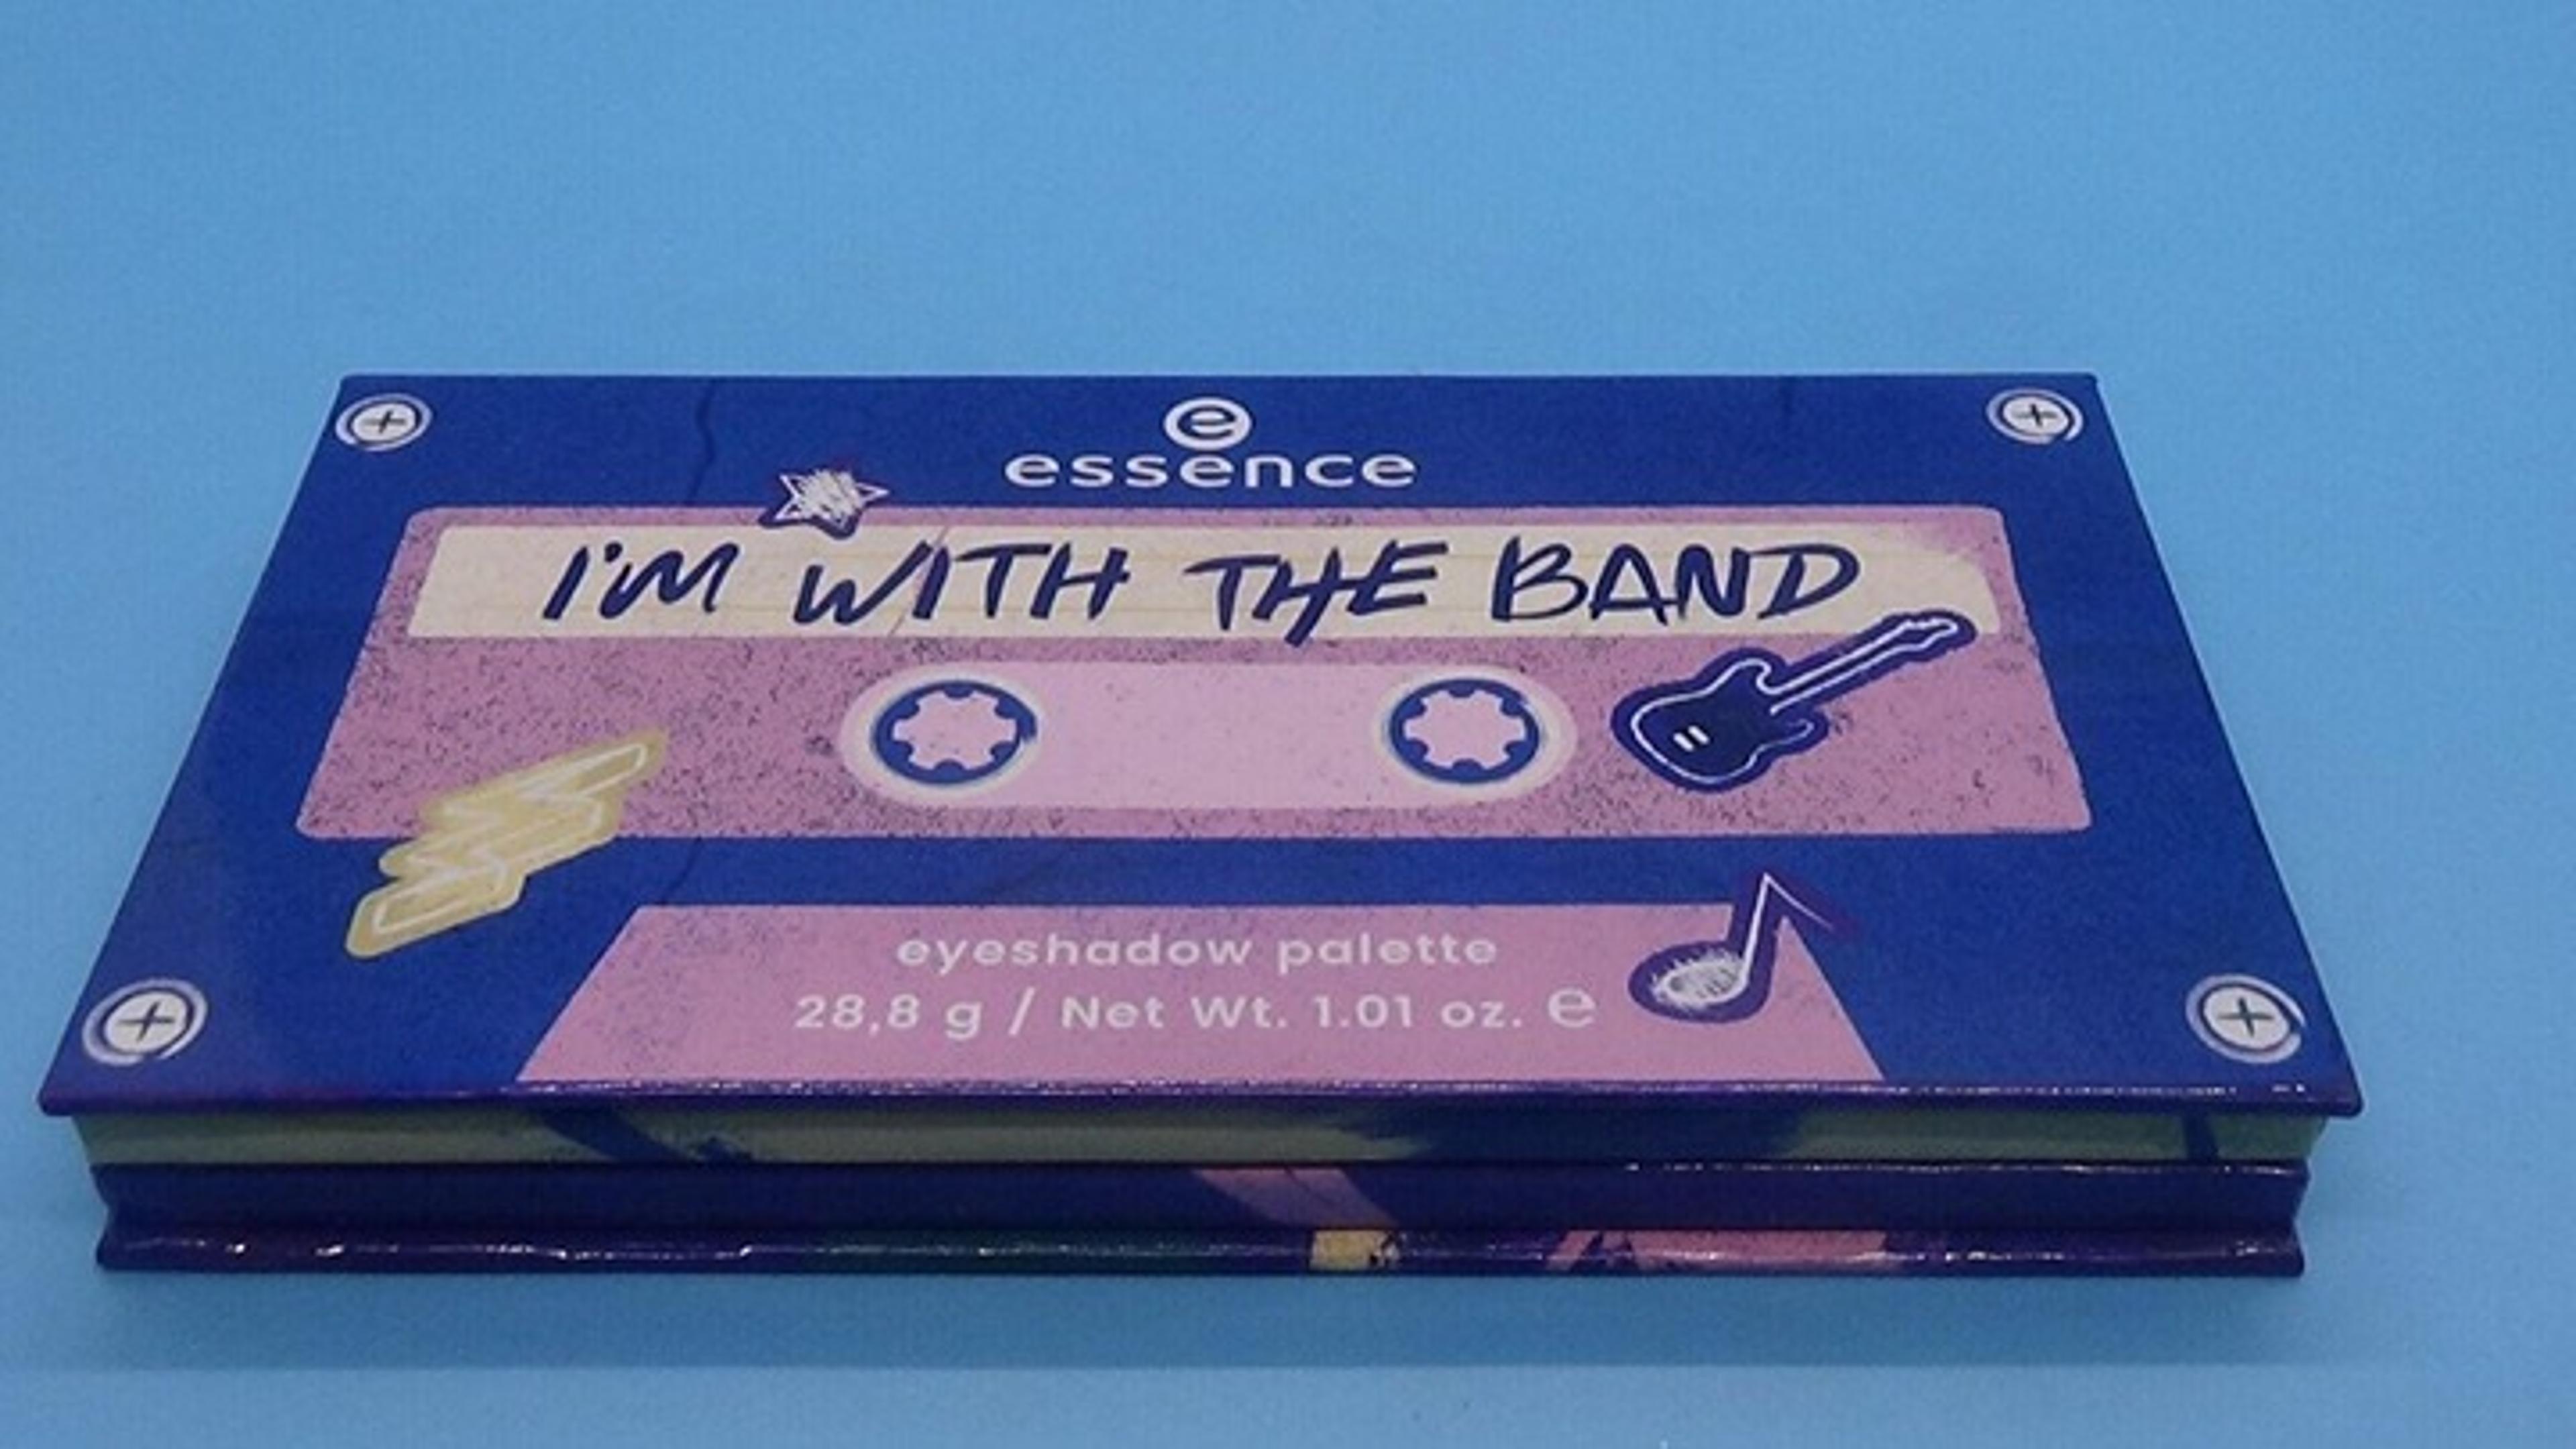 e
essence
I'M WITH THE BAND
eyeshadow palette
28,8 g / Net Wt. 1.01 oz. ℮